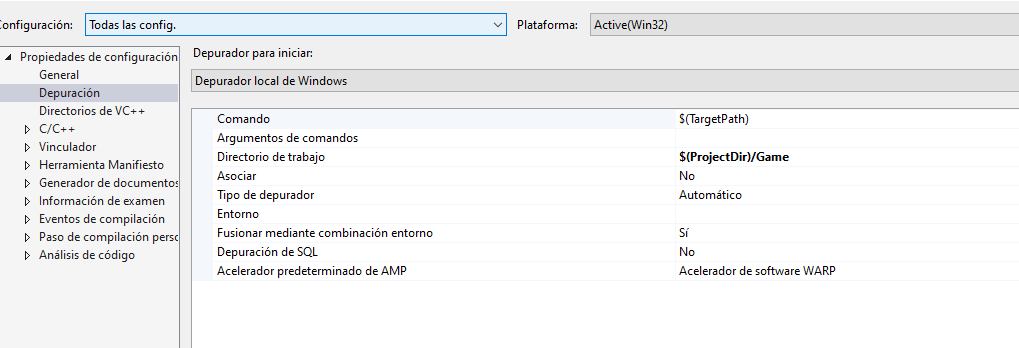 onfiguración: Todas las config. Plataforma: Active(Win32)
Propiedades de configuración
General
Depuración
Directorios de VC++
C/C++
Vinculador
Herramienta Manifiesto
Generador de documentos
Información de examen
Eventos de compilación
Paso de compilación perso
Análisis de código
Depurador para iniciar:
Depurador local de Windows
Comando $(TargetPath)
Argumentos de comandos
Directorio de trabajo $(ProjectDir)/Game
Asociar No
Tipo de depurador Automático
Entorno
Fusionar mediante combinación entorno Sí
Depuración de SQL No
Acelerador predeterminado de AMP Acelerador de software WARP